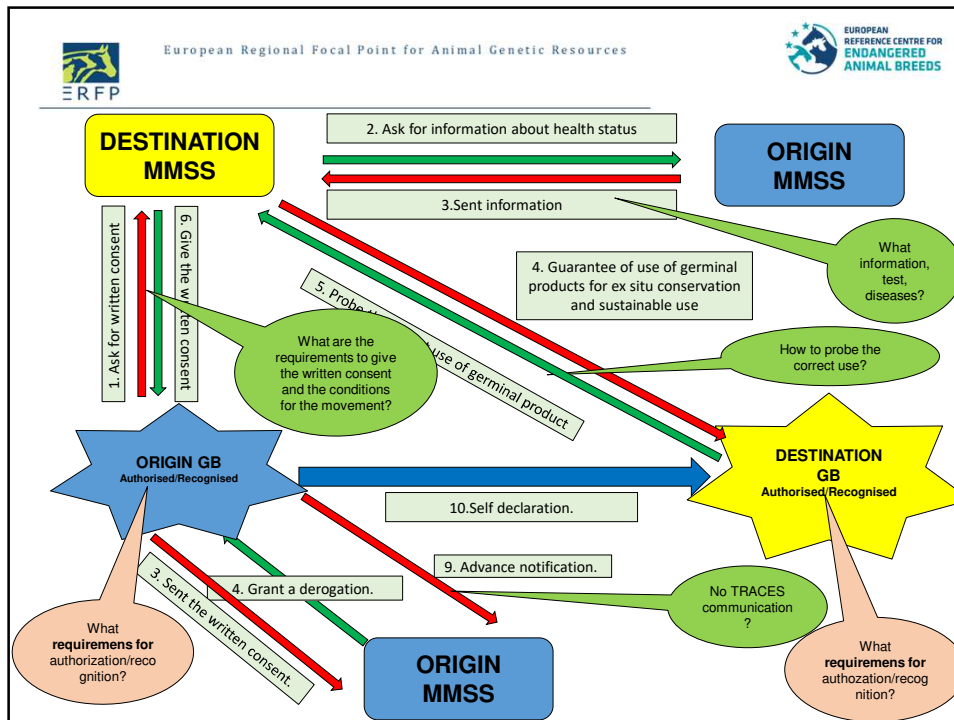 European Regional Focal Point for Animal Genetic Resources
ERFP
EUROPEAN
REFERENCE CENTRE FOR
ENDANGERED
ANIMAL BREEDS
DESTINATION
MMSS
2. Ask for information about health status
ORIGIN
MMSS
3.Sent information
What
information,
test,
diseases?
1. Ask for written consent
6. Give the written consent
4. Guarantee of use of germinal
products for ex situ conservation
and sustainable use
5. Probe
use of germinal product
What are the
requirements to give
the written consent
and the conditions
for the movement?
How to probe the
correct use?
ORIGIN GB
Authorised/Recognised
DESTINATION
GB
Authorised/Recognised
10.Self declaration.
9. Advance notification.
3. Sent the written consent.
4. Grant a derogation.
No TRACES
communication
?
What
requiremens for
authorization/reco
gnition?
ORIGIN
MMSS
What
requiremens for
authozation/recog
nition?